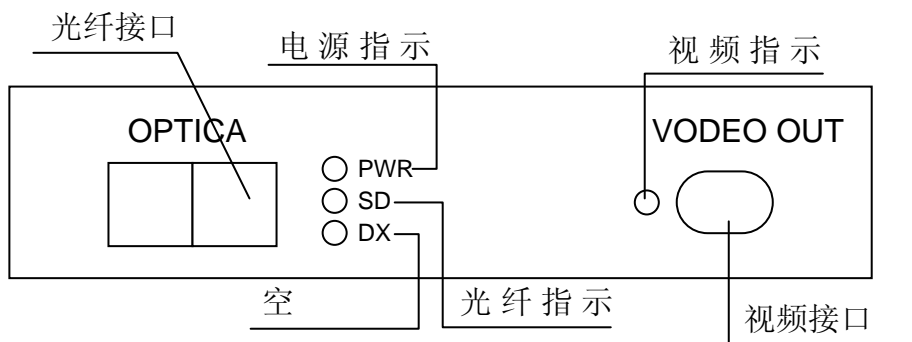 光纤接口
电源指示
视频指示
OPTICA
VODEO OUT
PWR
SD
DX
空
光纤指示
视频接口